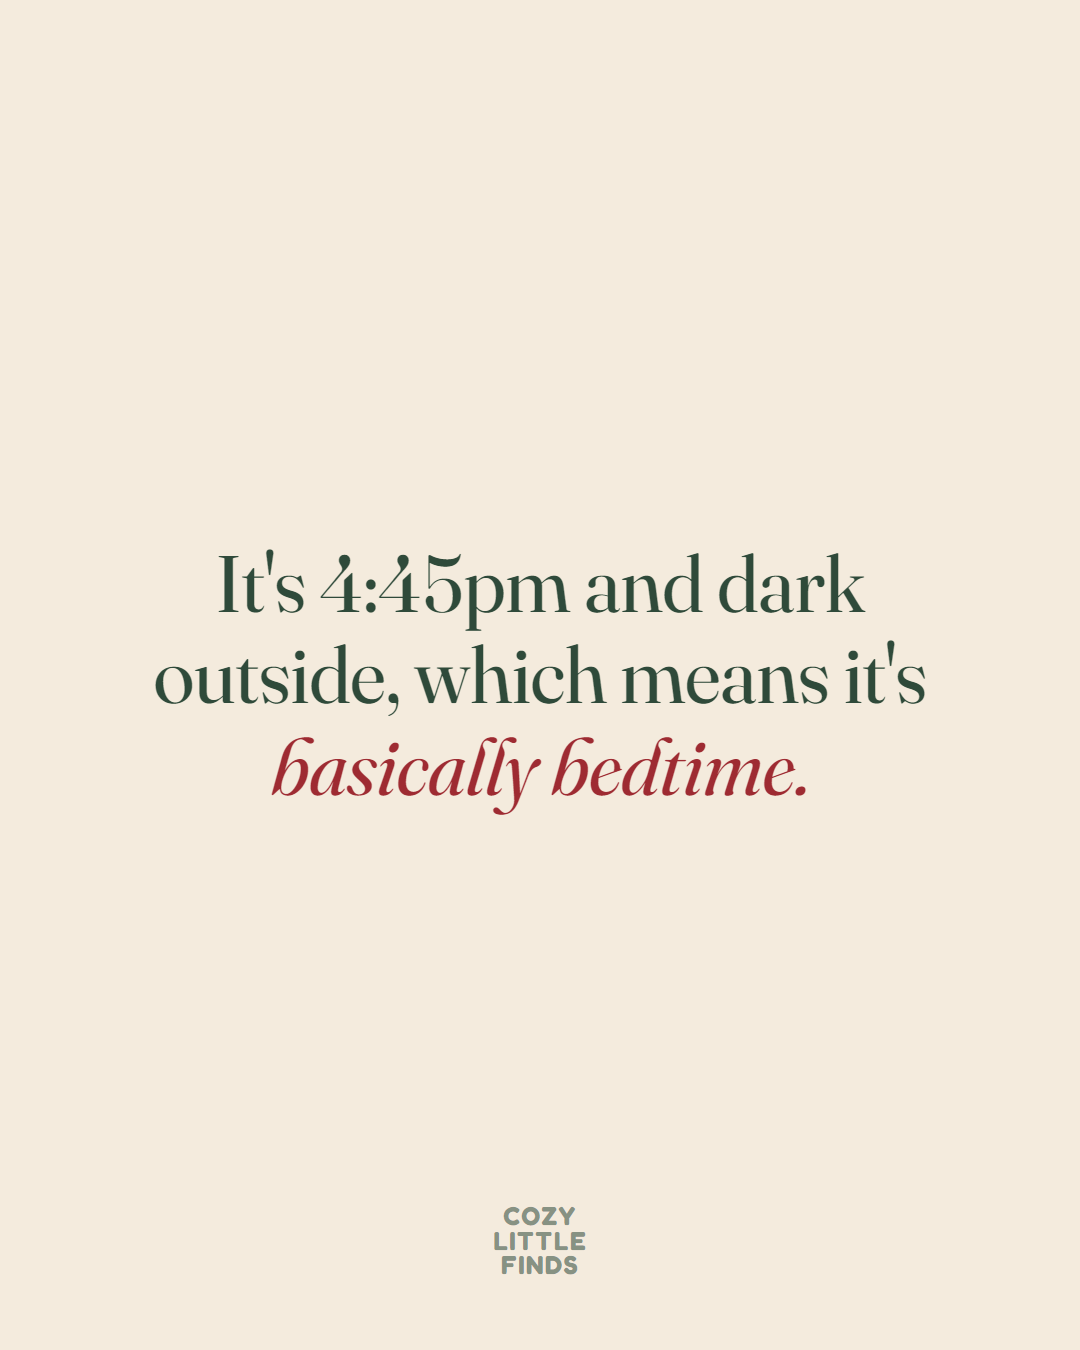 It's 4:45pm and dark
outside, which means it's
basically bedtime.
COZY
LITTLE
FINDS